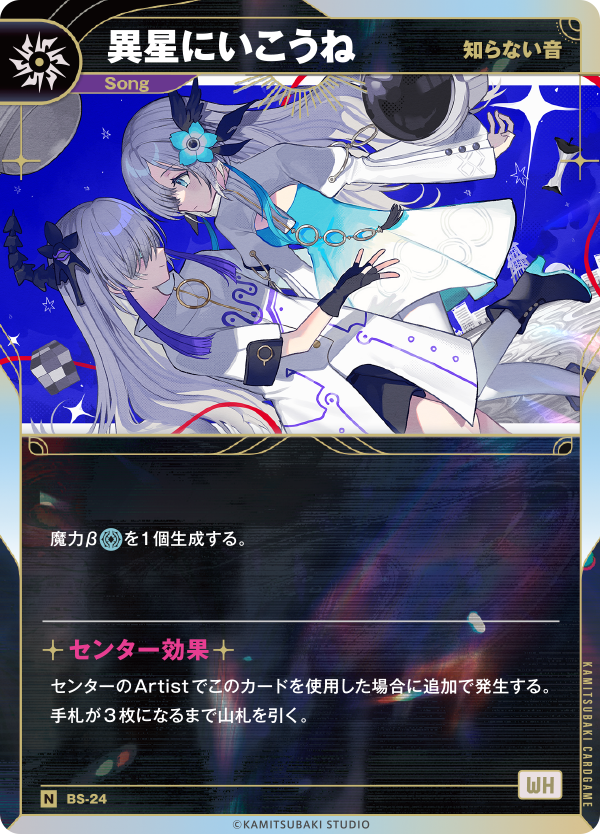 異星にいこうね
知らない音
Song
魔力βを1個生成する。
センター効果
センターのArtistでこのカードを使用した場合に追加で発生する。
手札が3枚になるまで山札を引く。
WH
N BS-24
KAMITSUBAKI CARDGAME
©KAMITSUBAKI STUDIO